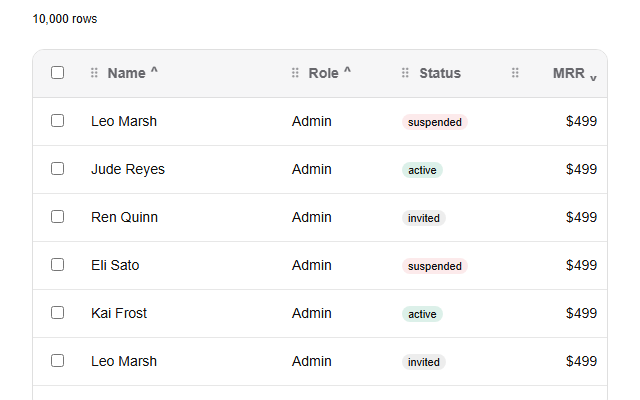 10,000 rows
Name ^ Role ^ Status MRR v
Leo Marsh Admin suspended $499
Jude Reyes Admin active $499
Ren Quinn Admin invited $499
Eli Sato Admin suspended $499
Kai Frost Admin active $499
Leo Marsh Admin invited $499